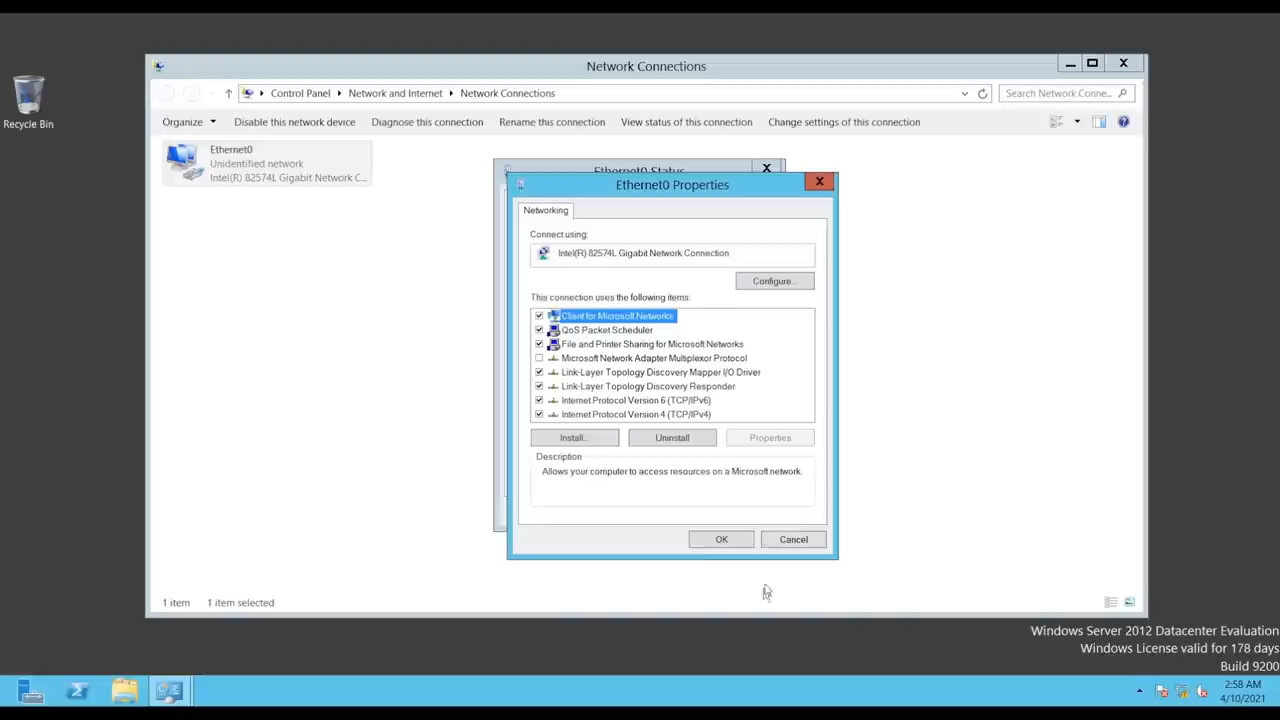 Recycle Bin
Network Connections
Control Panel Network and Internet Network Connections
Search Network Conne...
Organize Disable this network device Diagnose this connection Rename this connection View status of this connection Change settings of this connection
Ethernet0
Unidentified network
Intel(R) 82574L Gigabit Network C...
Ethernet0 Status
Ethernet0 Properties
Networking
Connect using:
Intel(R) 82574L Gigabit Network Connection
Configure...
This connection uses the following items:
Client for Microsoft Networks
QoS Packet Scheduler
File and Printer Sharing for Microsoft Networks
Microsoft Network Adapter Multiplexor Protocol
Link-Layer Topology Discovery Mapper I/O Driver
Link-Layer Topology Discovery Responder
Internet Protocol Version 6 (TCP/IPv6)
Internet Protocol Version 4 (TCP/IPv4)
Install... Uninstall Properties
Description
Allows your computer to access resources on a Microsoft network.
OK Cancel
1 item 1 item selected
Windows Server 2012 Datacenter Evaluation
Windows License valid for 178 days
Build 9200
2:58 AM
4/10/2021